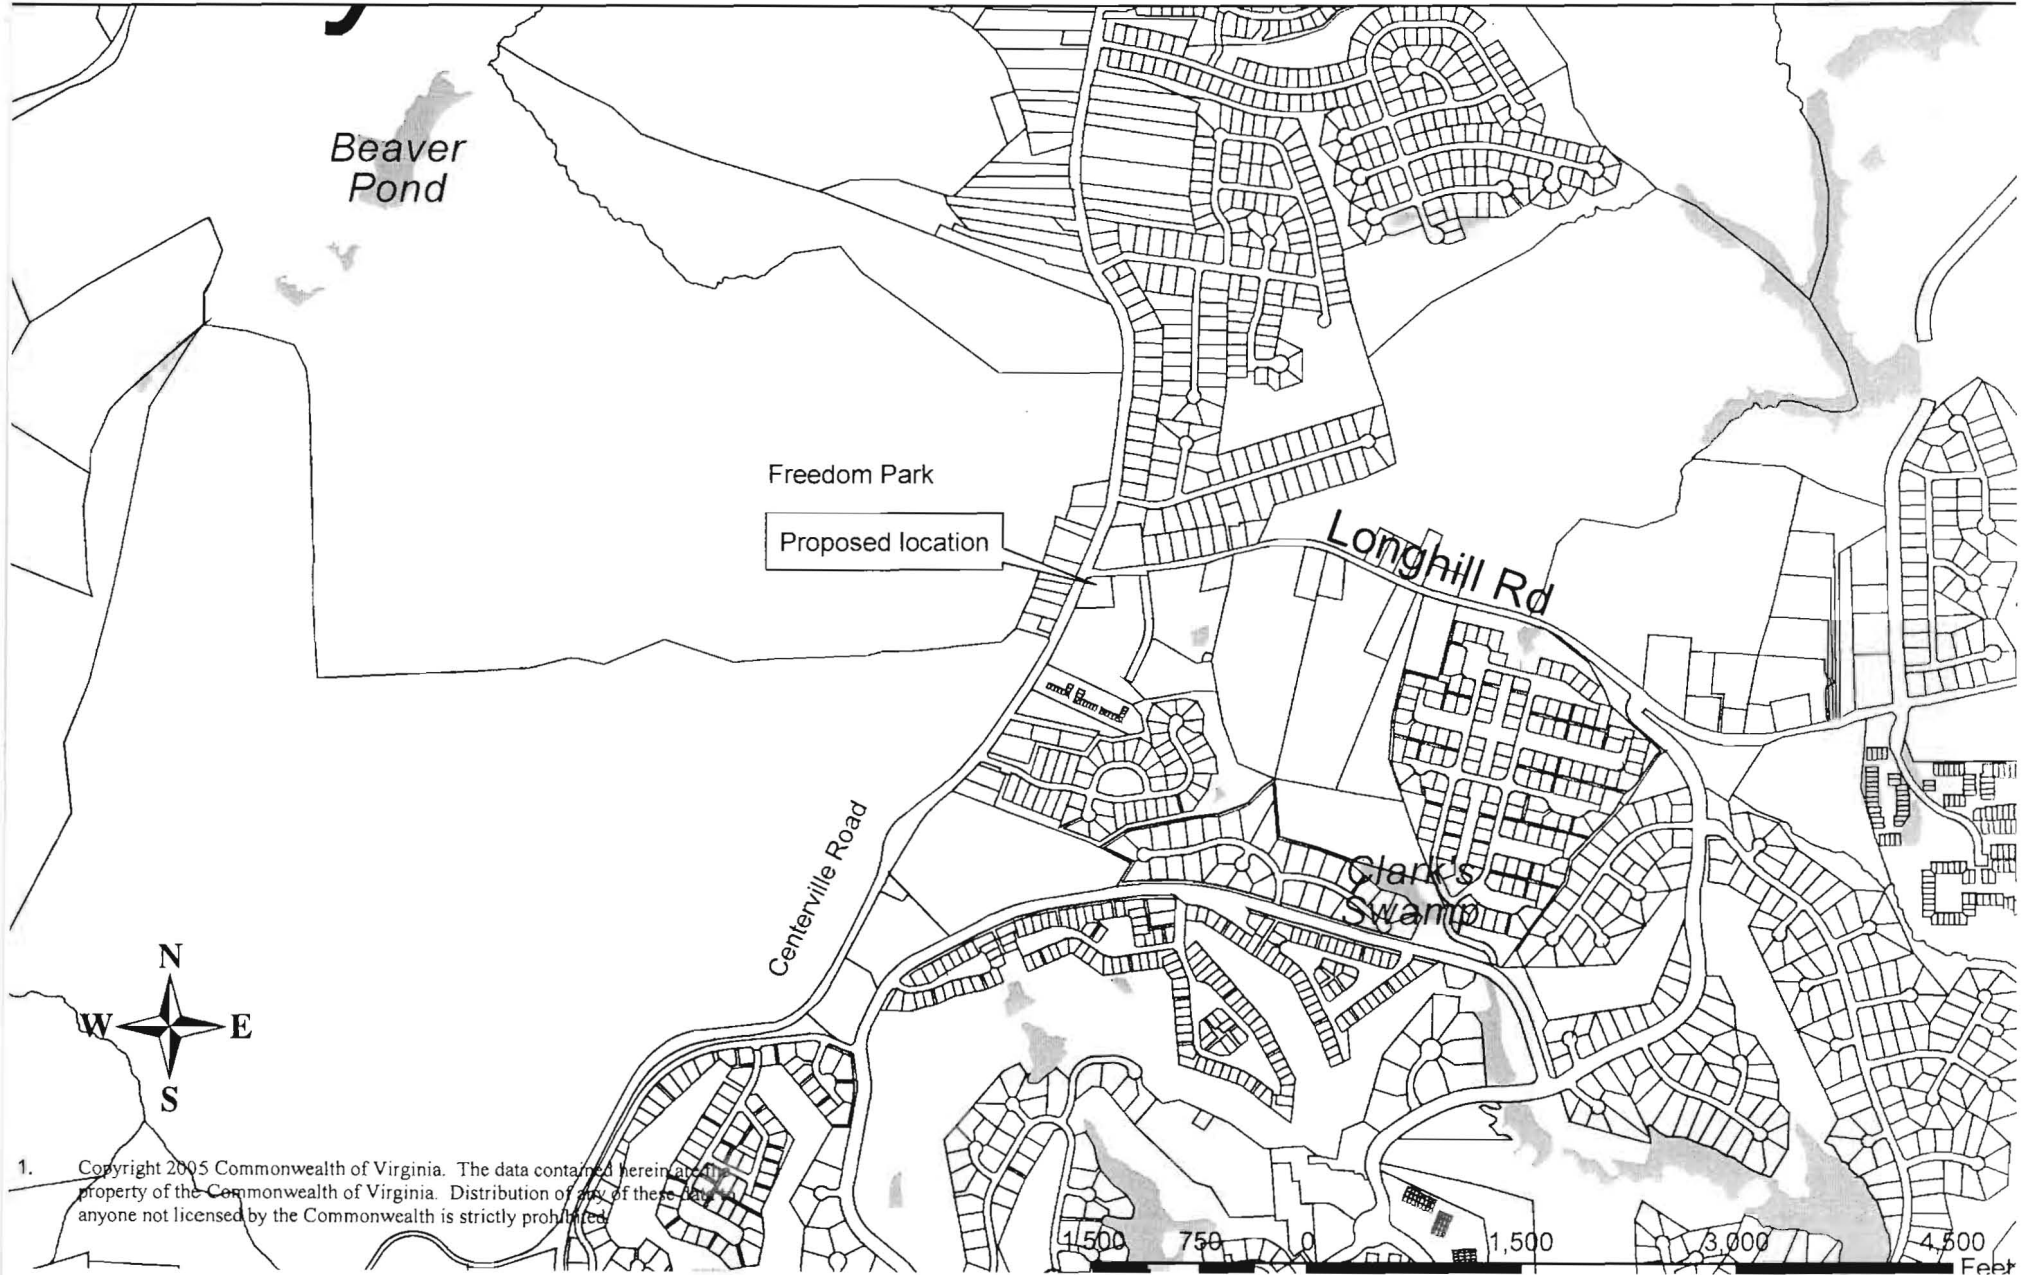 y
Beaver
Pond
Freedom Park
Proposed location
Longhill Rd
Centerville Road
Clark's
Swamp
N
W E
S
1. Copyright 2005 Commonwealth of Virginia. The data contained herein are the
property of the Commonwealth of Virginia. Distribution of any of these data to
anyone not licensed by the Commonwealth is strictly prohibited.
1500 750 0 1,500 3,000 4,500
Feet